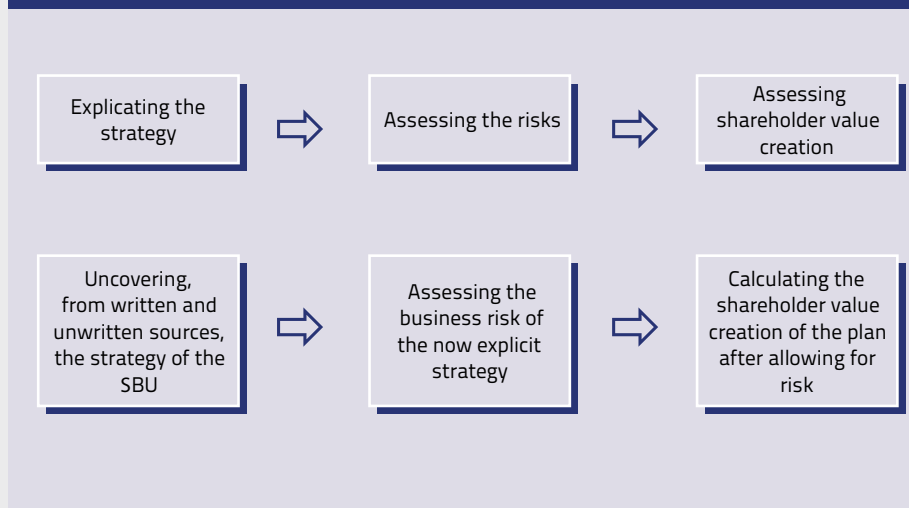 Explicating the
strategy
Assessing the risks
Assessing
shareholder value
creation
Uncovering,
from written and
unwritten sources,
the strategy of the
SBU
Assessing the
business risk of
the now explicit
strategy
Calculating the
shareholder value
creation of the plan
after allowing for
risk